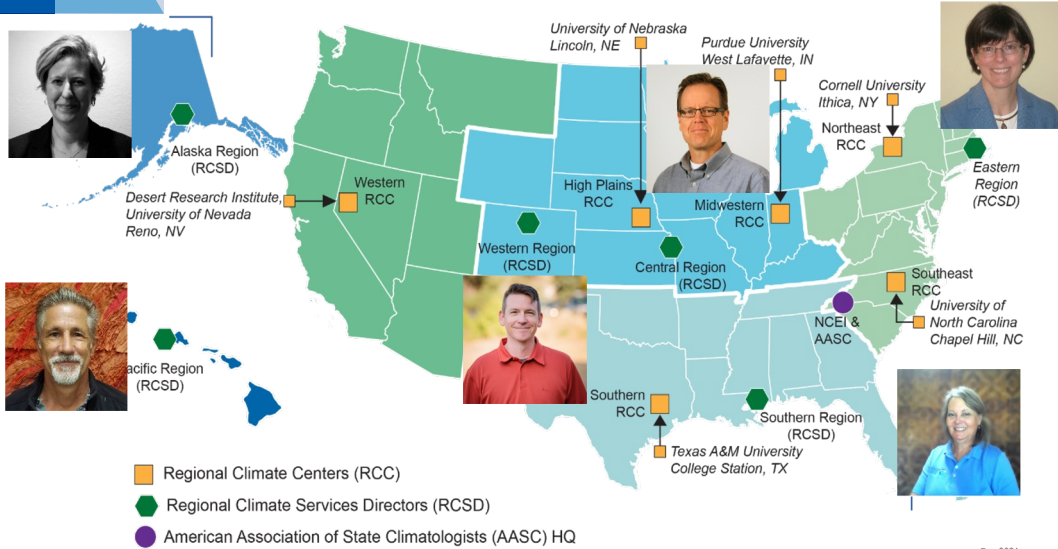 University of Nebraska
Lincoln, NE
Purdue University
West Lafayette, IN
Cornell University
Ithica, NY
Northeast
RCC
Alaska Region
(RCSD)
Eastern
Region
(RCSD)
Desert Research Institute,
University of Nevada
Reno, NV
Western
RCC
High Plains
RCC
Midwestern
RCC
Western Region
(RCSD)
Central Region
(RCSD)
Southeast
RCC
University of
North Carolina
Chapel Hill, NC
NCEI &
AASC
acific Region
(RCSD)
Southern
RCC
Southern Region
(RCSD)
Texas A&M University
College Station, TX
Regional Climate Centers (RCC)
Regional Climate Services Directors (RCSD)
American Association of State Climatologists (AASC) HQ